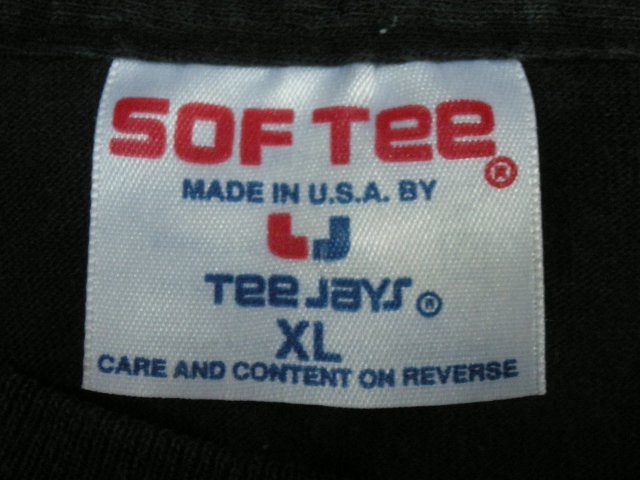 SOF TEE®
MADE IN U.S.A. BY
TEE JAYS®
XL
CARE AND CONTENT ON REVERSE